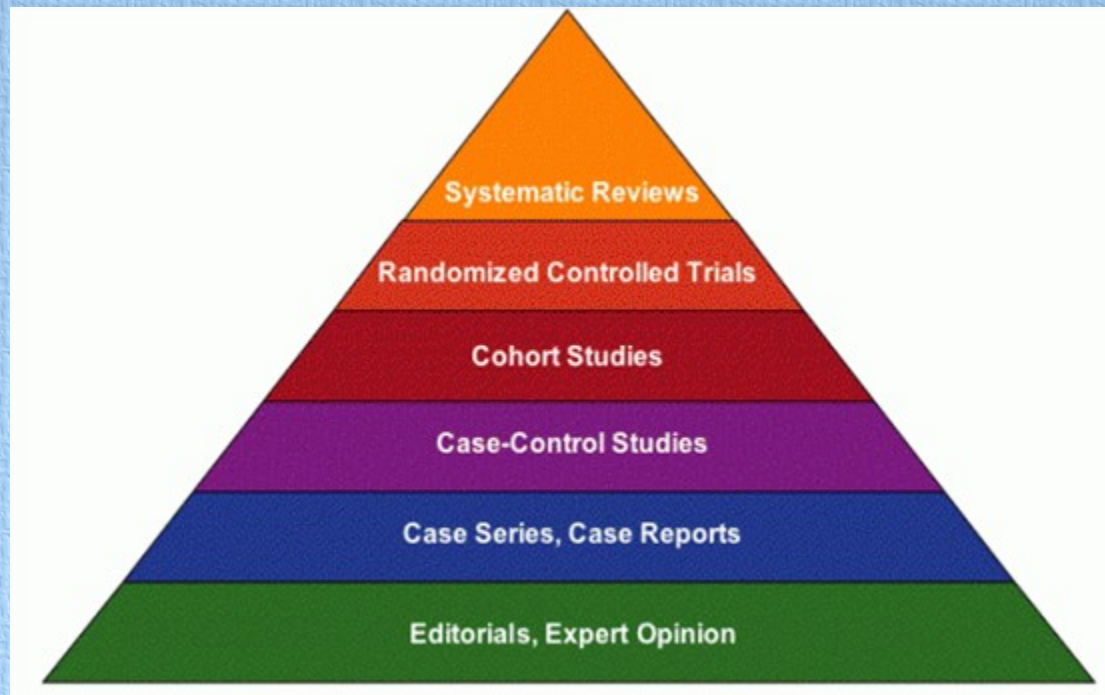 Systematic Reviews
Randomized Controlled Trials
Cohort Studies
Case-Control Studies
Case Series, Case Reports
Editorials, Expert Opinion